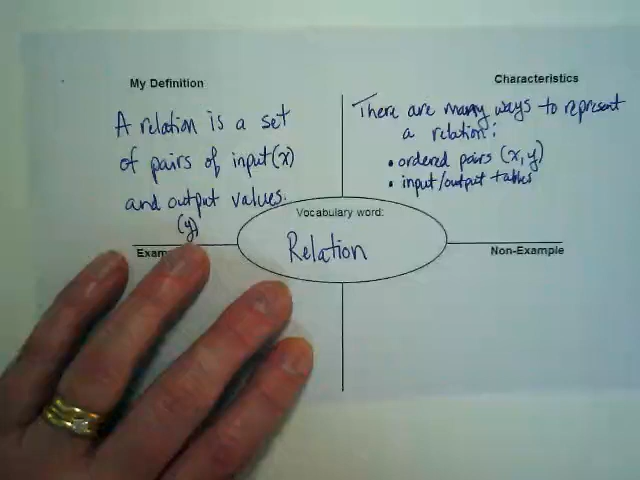 My Definition
A relation is a set
of pairs of input(x)
and output values.
(y)
Characteristics
There are many ways to represent
a relation:
• ordered pairs (x, y)
• input/output tables
Vocabulary word:
Relation
Exam
Non-Example